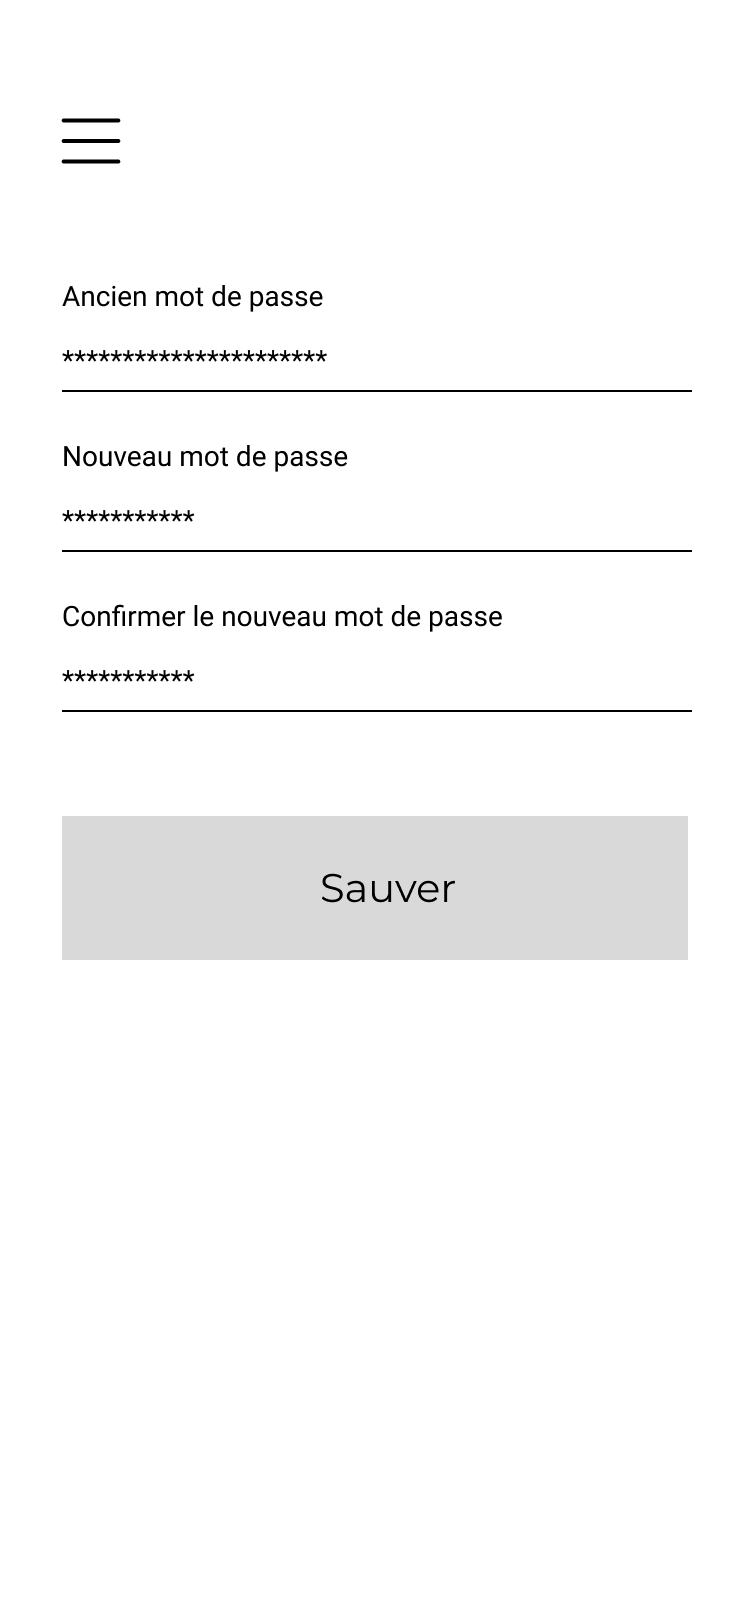 Ancien mot de passe
**********************
Nouveau mot de passe
***********
Confirmer le nouveau mot de passe
***********
Sauver